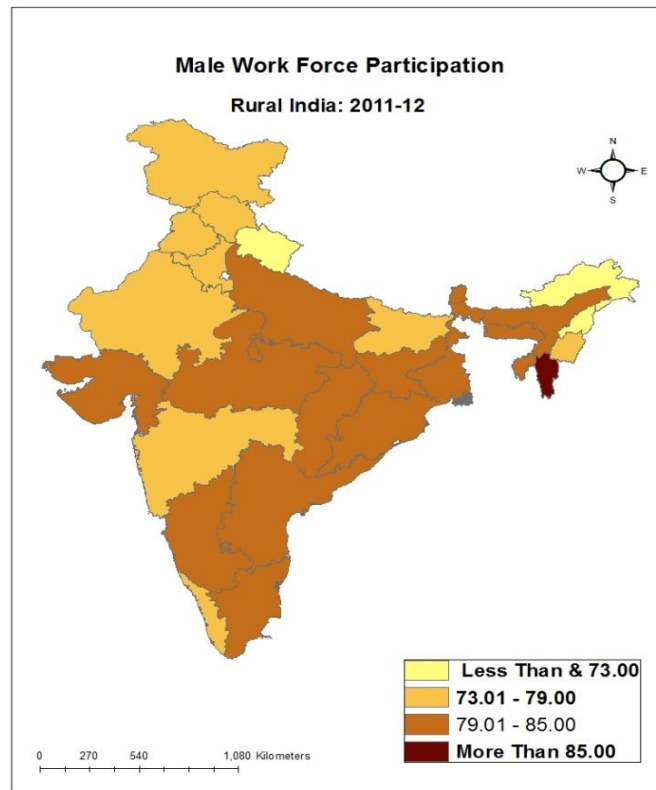 Male Work Force Participation
Rural India: 2011-12
N
W E
S
Less Than & 73.00
73.01 - 79.00
79.01 - 85.00
More Than 85.00
0 270 540 1,080 Kilometers